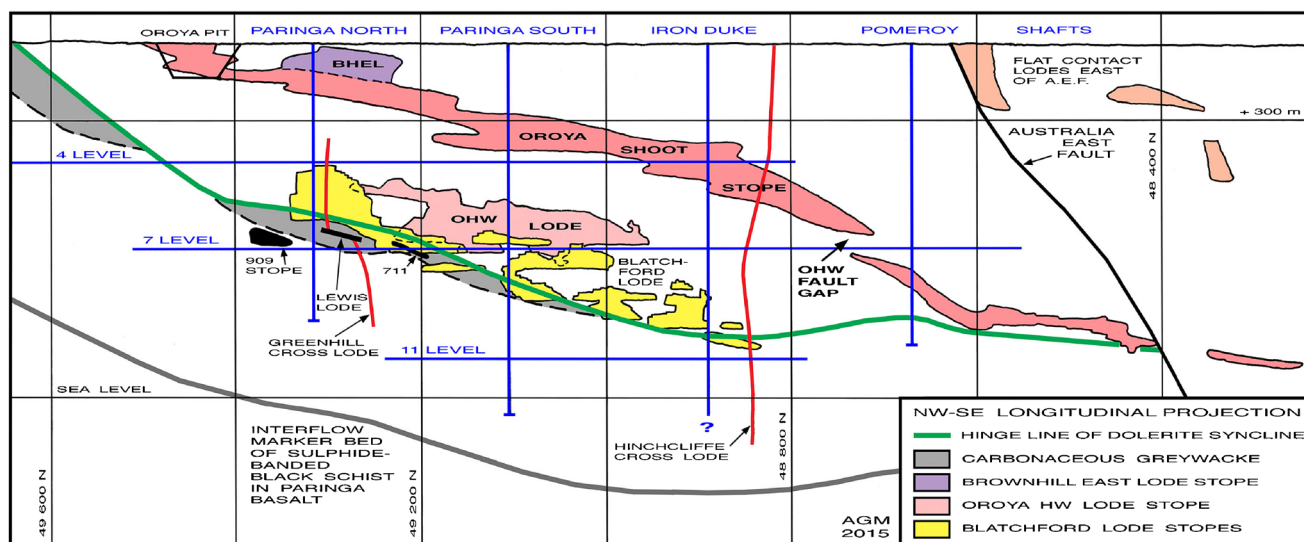 OROYA PIT
PARINGA NORTH
PARINGA SOUTH
IRON DUKE
POMEROY
SHAFTS
BHEL
FLAT CONTACT
LODES EAST
OF A.E.F.
+ 300 m
OROYA
SHOOT
STOPE
AUSTRALIA
EAST
FAULT
48 400 Z
4 LEVEL
OHW
LODE
7 LEVEL
909
STOPE
711
LEWIS
LODE
BLATCH-
FORD
LODE
OHW
FAULT
GAP
GREENHILL
CROSS LODE
11 LEVEL
SEA LEVEL
INTERFLOW
MARKER BED
OF SULPHIDE-
BANDED
BLACK SCHIST
IN PARINGA
BASALT
?
HINCHCLIFFE
CROSS LODE
49 600 Z
49 200 Z
48 800 Z
AGM
2015
NW-SE LONGITUDINAL PROJECTION
HINGE LINE OF DOLERITE SYNCLINE
CARBONACEOUS GREYWACKE
BROWNHILL EAST LODE STOPE
OROYA HW LODE STOPE
BLATCHFORD LODE STOPES